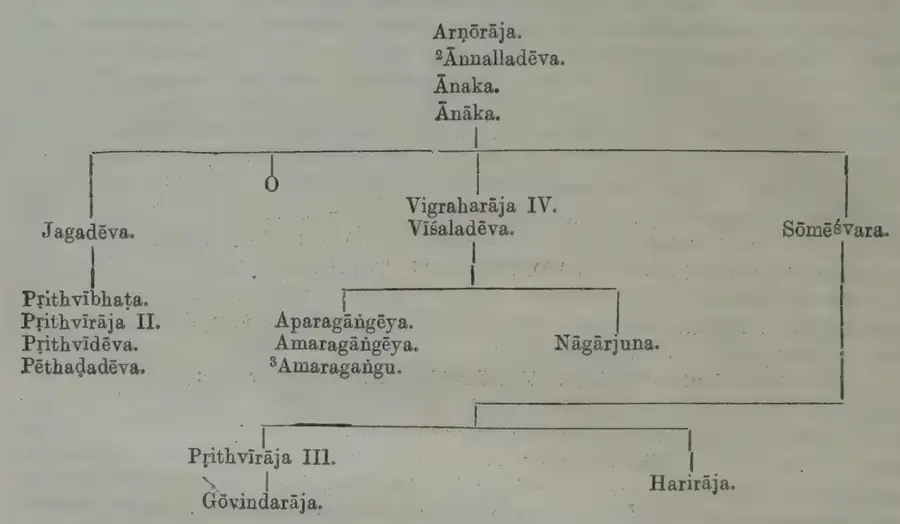 Arṇōrāja.
²Ānnalladēva.
Ānaka.
Ānāka.
O
Jagadēva.
Vigraharāja IV.
Vīśaladēva.
Sōmēśvara.
Pṛithvībhaṭa.
Pṛithvīrāja II.
Pṛithvīdēva.
Pēthaḍadēva.
Aparagāṅgēya.
Amaragāṅgēya.
³Amaragaṅgu.
Nāgārjuna.
Pṛithvīrāja III.
Gōvindarāja.
Harirāja.